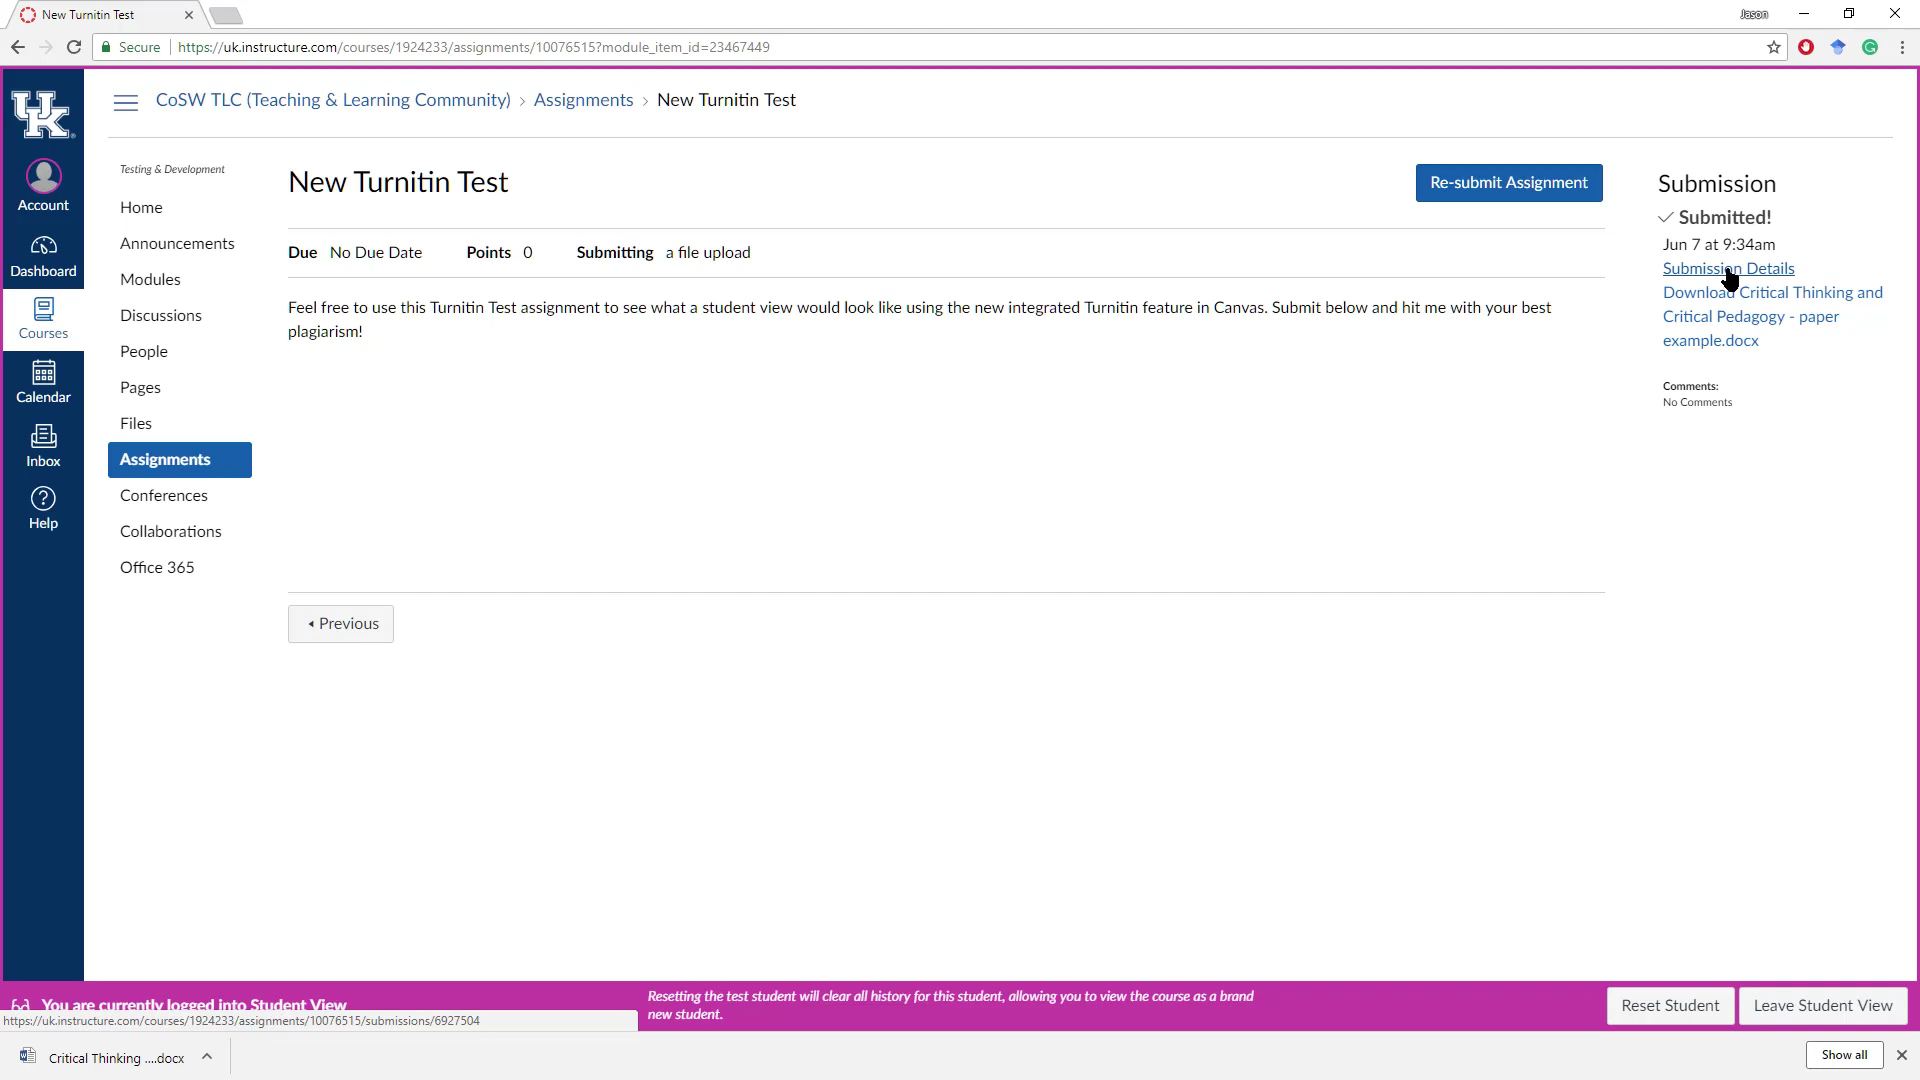 New Turnitin Test
Jason
Secure
https://uk.instructure.com/courses/1924233/assignments/10076515?module_item_id=23467449
UK
CoSW TLC (Teaching & Learning Community) › Assignments › New Turnitin Test
Account
Dashboard
Courses
Calendar
Inbox
Help
Testing & Development
Home
Announcements
Modules
Discussions
People
Pages
Files
Assignments
Conferences
Collaborations
Office 365
New Turnitin Test
Re-submit Assignment
Due No Due Date Points 0 Submitting a file upload
Feel free to use this Turnitin Test assignment to see what a student view would look like using the new integrated Turnitin feature in Canvas. Submit below and hit me with your best
plagiarism!
Previous
Submission
Submitted!
Jun 7 at 9:34am
Submission Details
Download Critical Thinking and
Critical Pedagogy - paper
example.docx
Comments:
No Comments
You are currently logged into Student View
Resetting the test student will clear all history for this student, allowing you to view the course as a brand
new student.
Reset Student
Leave Student View
https://uk.instructure.com/courses/1924233/assignments/10076515/submissions/6927504
Critical Thinking ....docx
Show all